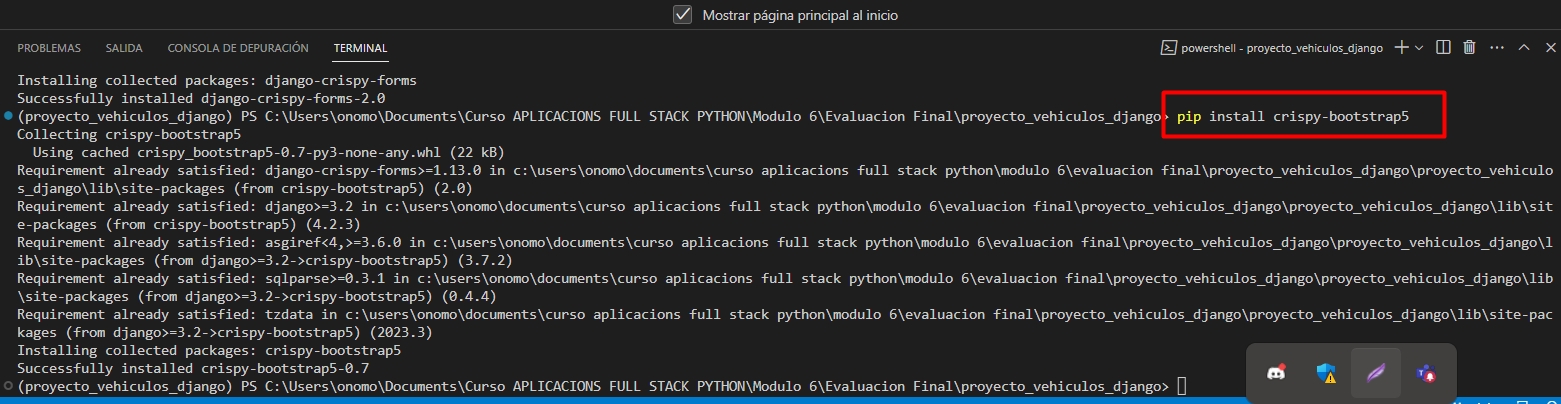 Mostrar página principal al inicio
PROBLEMAS SALIDA CONSOLA DE DEPURACIÓN TERMINAL powershell - proyecto_vehiculos_django
Installing collected packages: django-crispy-forms
Successfully installed django-crispy-forms-2.0
(proyecto_vehiculos_django) PS C:\Users\onomo\Documents\Curso APLICACIONS FULL STACK PYTHON\Modulo 6\Evaluacion Final\proyecto_vehiculos_django> pip install crispy-bootstrap5
Collecting crispy-bootstrap5
  Using cached crispy_bootstrap5-0.7-py3-none-any.whl (22 kB)
Requirement already satisfied: django-crispy-forms>=1.13.0 in c:\users\onomo\documents\curso aplicacions full stack python\modulo 6\evaluacion final\proyecto_vehiculos_django\proyecto_vehiculo
s_django\lib\site-packages (from crispy-bootstrap5) (2.0)
Requirement already satisfied: django>=3.2 in c:\users\onomo\documents\curso aplicacions full stack python\modulo 6\evaluacion final\proyecto_vehiculos_django\proyecto_vehiculos_django\lib\sit
e-packages (from crispy-bootstrap5) (4.2.3)
Requirement already satisfied: asgiref<4,>=3.6.0 in c:\users\onomo\documents\curso aplicacions full stack python\modulo 6\evaluacion final\proyecto_vehiculos_django\proyecto_vehiculos_django\l
ib\site-packages (from django>=3.2->crispy-bootstrap5) (3.7.2)
Requirement already satisfied: sqlparse>=0.3.1 in c:\users\onomo\documents\curso aplicacions full stack python\modulo 6\evaluacion final\proyecto_vehiculos_django\proyecto_vehiculos_django\lib
\site-packages (from django>=3.2->crispy-bootstrap5) (0.4.4)
Requirement already satisfied: tzdata in c:\users\onomo\documents\curso aplicacions full stack python\modulo 6\evaluacion final\proyecto_vehiculos_django\proyecto_vehiculos_django\lib\site-pac
kages (from django>=3.2->crispy-bootstrap5) (2023.3)
Installing collected packages: crispy-bootstrap5
Successfully installed crispy-bootstrap5-0.7
(proyecto_vehiculos_django) PS C:\Users\onomo\Documents\Curso APLICACIONS FULL STACK PYTHON\Modulo 6\Evaluacion Final\proyecto_vehiculos_django>